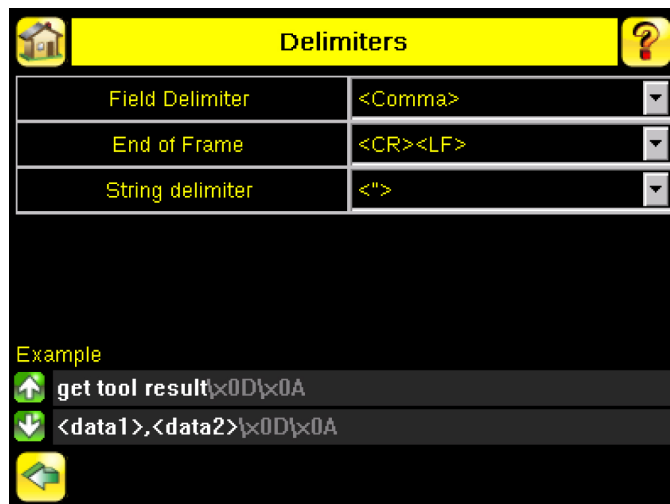 Delimiters
?
Field Delimiter <Comma>
End of Frame <CR><LF>
String delimiter <">
Example
get tool result\x0D\x0A
<data1>,<data2>\x0D\x0A